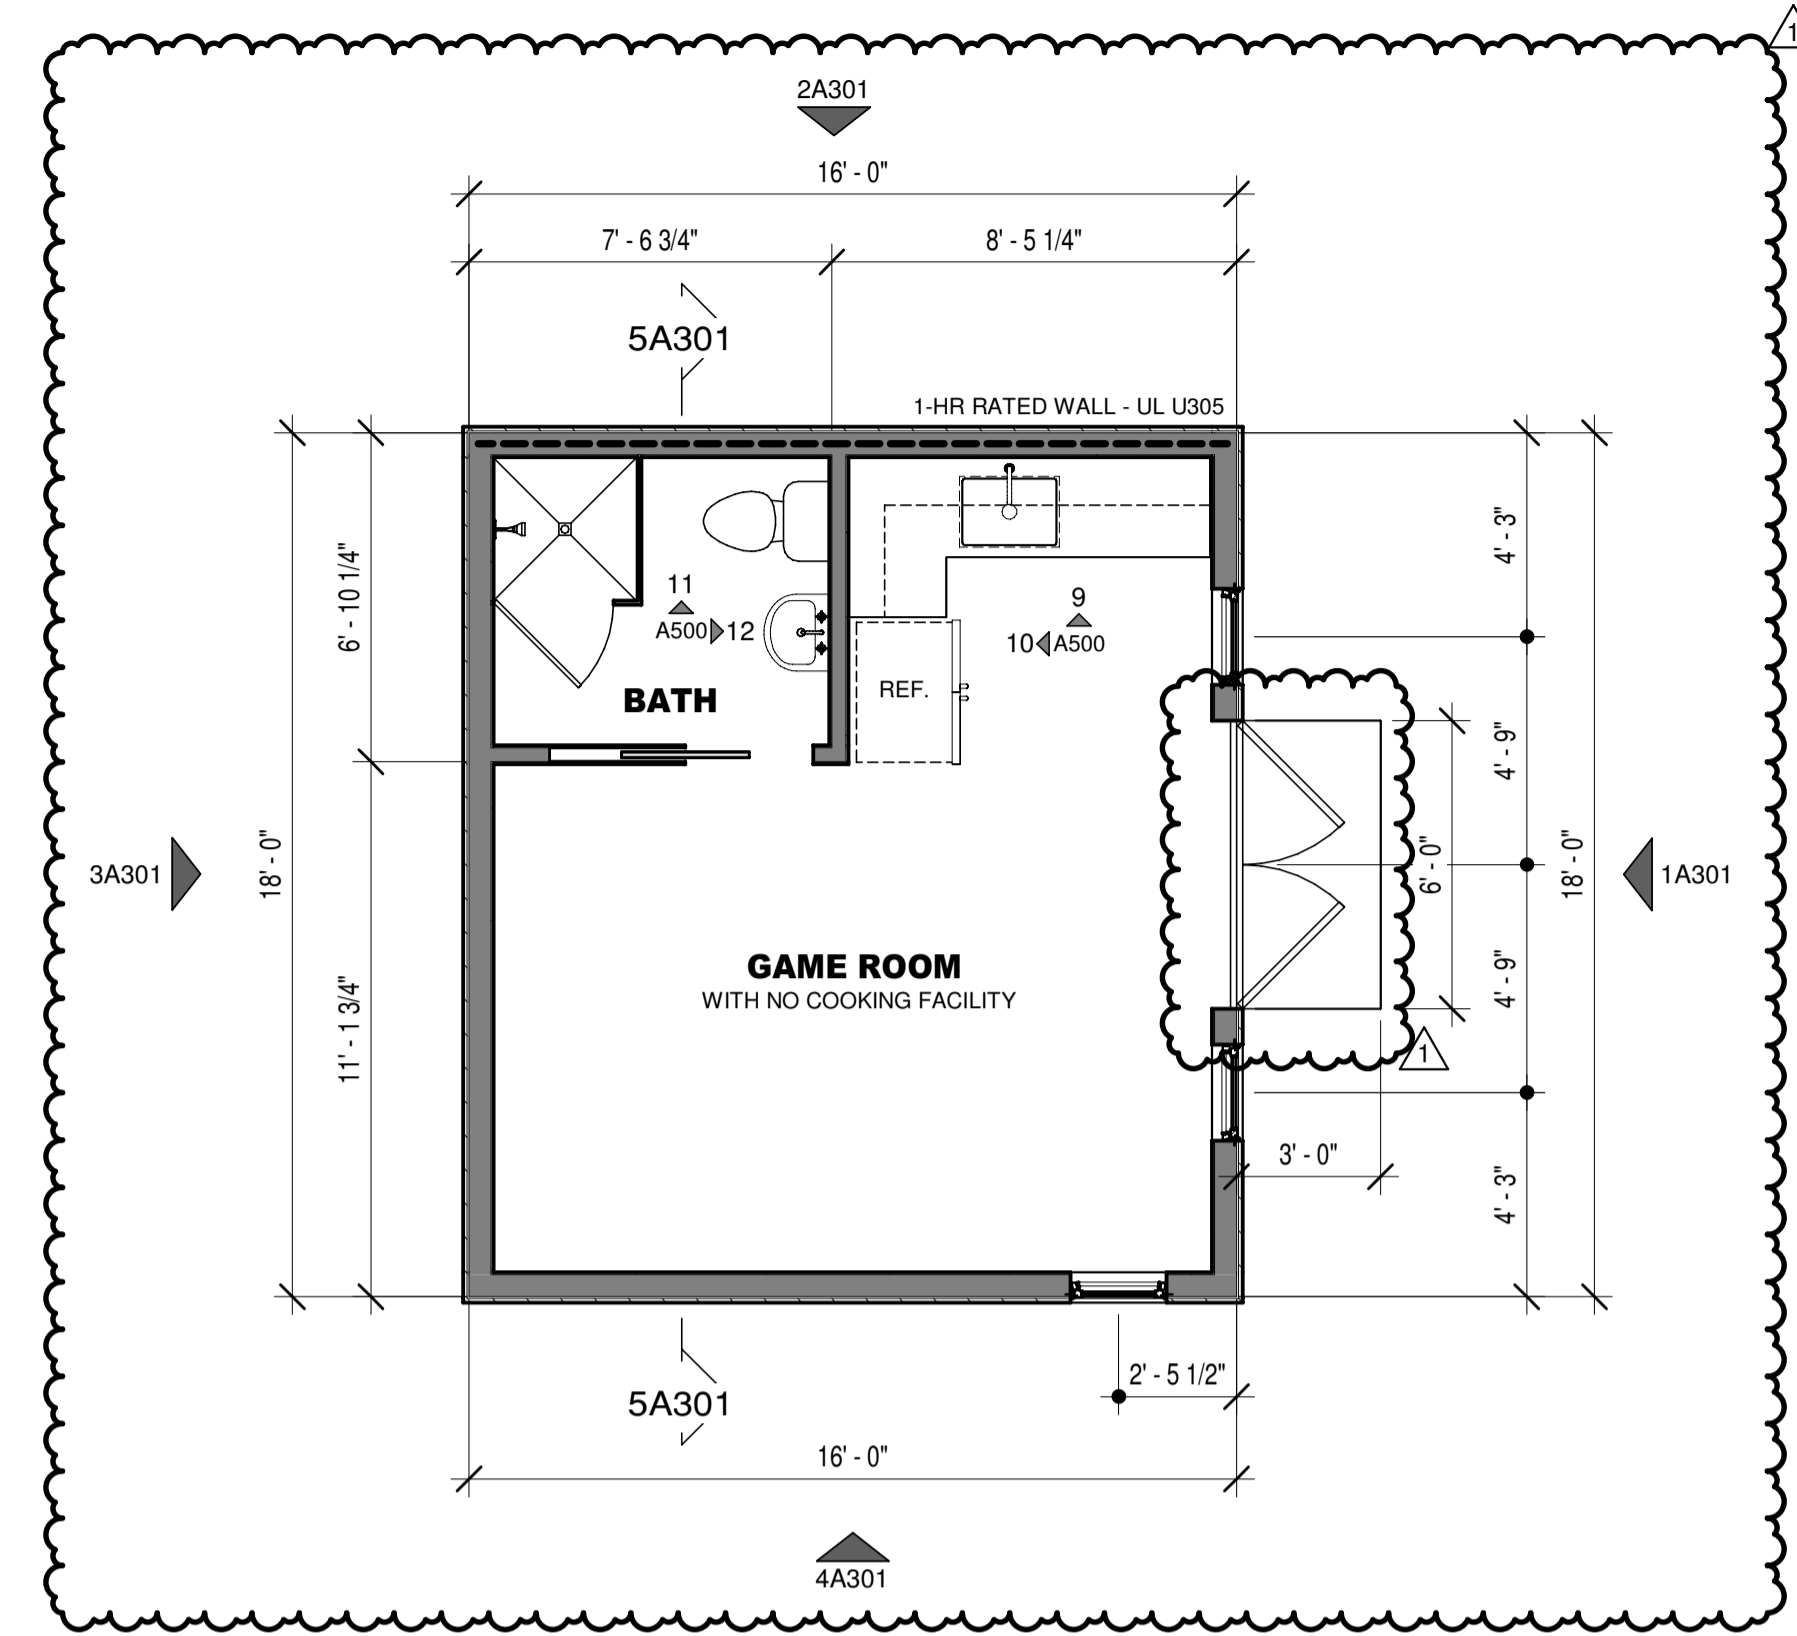 1
2A301
16' - 0"
7' - 6 3/4"
8' - 5 1/4"
5A301
1-HR RATED WALL - UL U305
4' - 3"
6' - 10 1/4"
11
A500
12
9
10
A500
REF.
BATH
4' - 9"
18' - 0"
3A301
6' - 0"
18' - 0"
1A301
GAME ROOM
WITH NO COOKING FACILITY
4' - 9"
11' - 1 3/4"
1
3' - 0"
4' - 3"
2' - 5 1/2"
5A301
16' - 0"
4A301